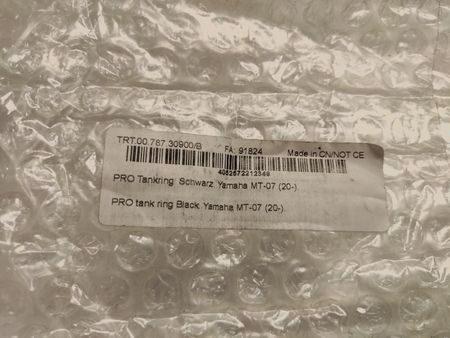 TRT.00.787.30900/B FA: 91824 Made in CN/NOT CE
4052572212349
PRO Tankring. Schwarz. Yamaha MT-07 (20-).
PRO tank ring Black. Yamaha MT-07 (20-).